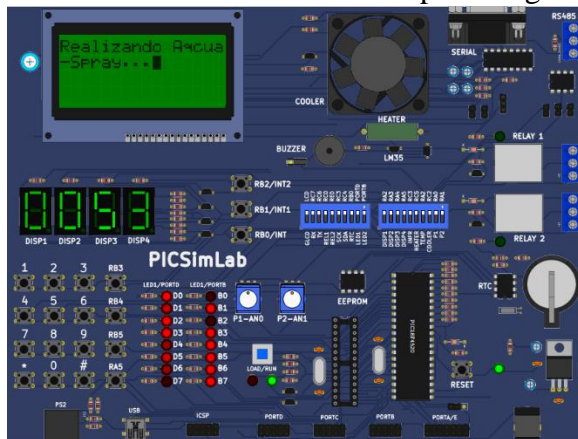 Realizando Aqcua
-Spray...
SERIAL
RS485
COOLER
HEATER
BUZZER
LM35
RELAY 1
RELAY 2
0053
DISP1 DISP2 DISP3 DISP4
RB2/INT2
RB1/INT1
RB0/INT
PICSimLab
1 2 3 RB3
4 5 6 RB4
7 8 9 RB5
* 0 # RA5
LED1/PORTD LED1/PORTB
D0 B0
D1 B1
D2 B2
D3 B3
D4 B4
D5 B5
D6 B6
D7 B7
P1-AN0 P2-AN1
LOAD/RUN
EEPROM
PIC18F4520
RTC
RESET
PS2
USB
ICSP
PORTD
PORTC
PORTB
PORTA/E